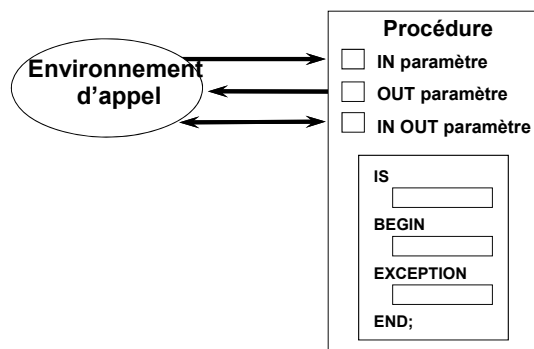 Procédure
Environnement
d’appel
IN paramètre
OUT paramètre
IN OUT paramètre
IS
BEGIN
EXCEPTION
END;